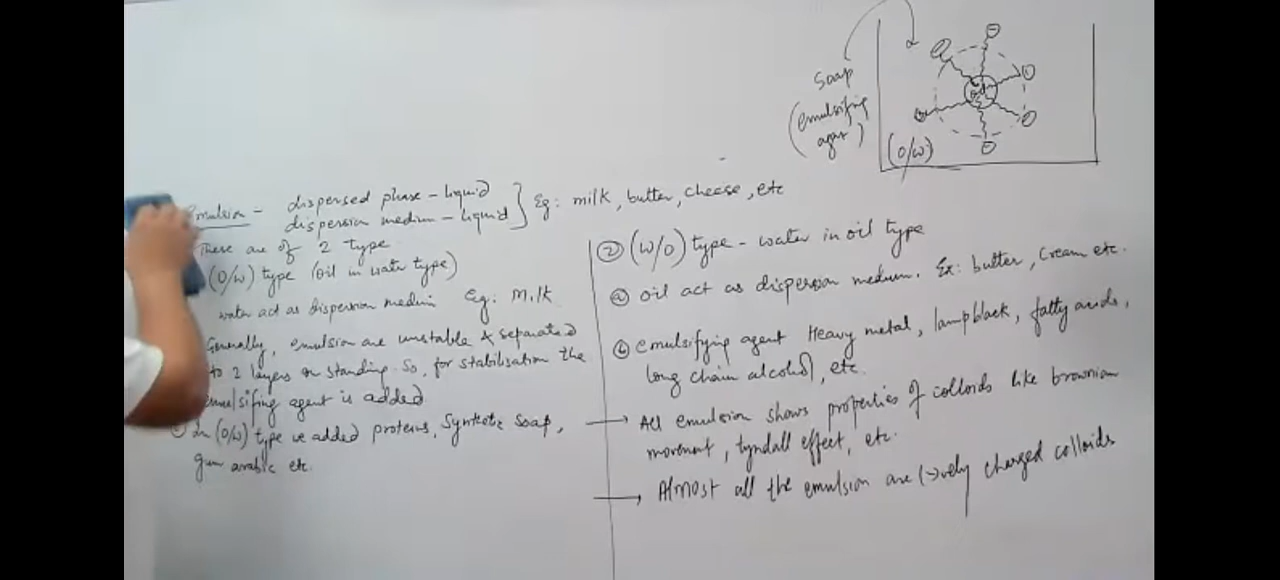 Soap
(emulsifing
agar)
oil
(O/W)
Emulsion - dispersed phase - liquid
dispersion medium - liquid } Eg: milk, butter, cheese, etc
These are of 2 type
(O/W) type (oil in water type)
water act as dispersion medium Eg: Milk
Generally, emulsion are unstable & separated
to 2 layers on standing. So, for stabilisation the
emulsifing agent is added
In (O/W) type we added proteins, Synthetic Soap,
gum arabic etc.
② (W/O) type - water in oil type
ⓐ oil act as dispersion medium. Ex: butter, Cream etc.
ⓑ emulsifying agent Heavy metal, lampblack, fatty acids,
long chain alcohol, etc.
→ All emulsion shows properties of colloids like brownian
movement, tyndall effect, etc.
→ Almost all the emulsion are (-)vely charged colloids